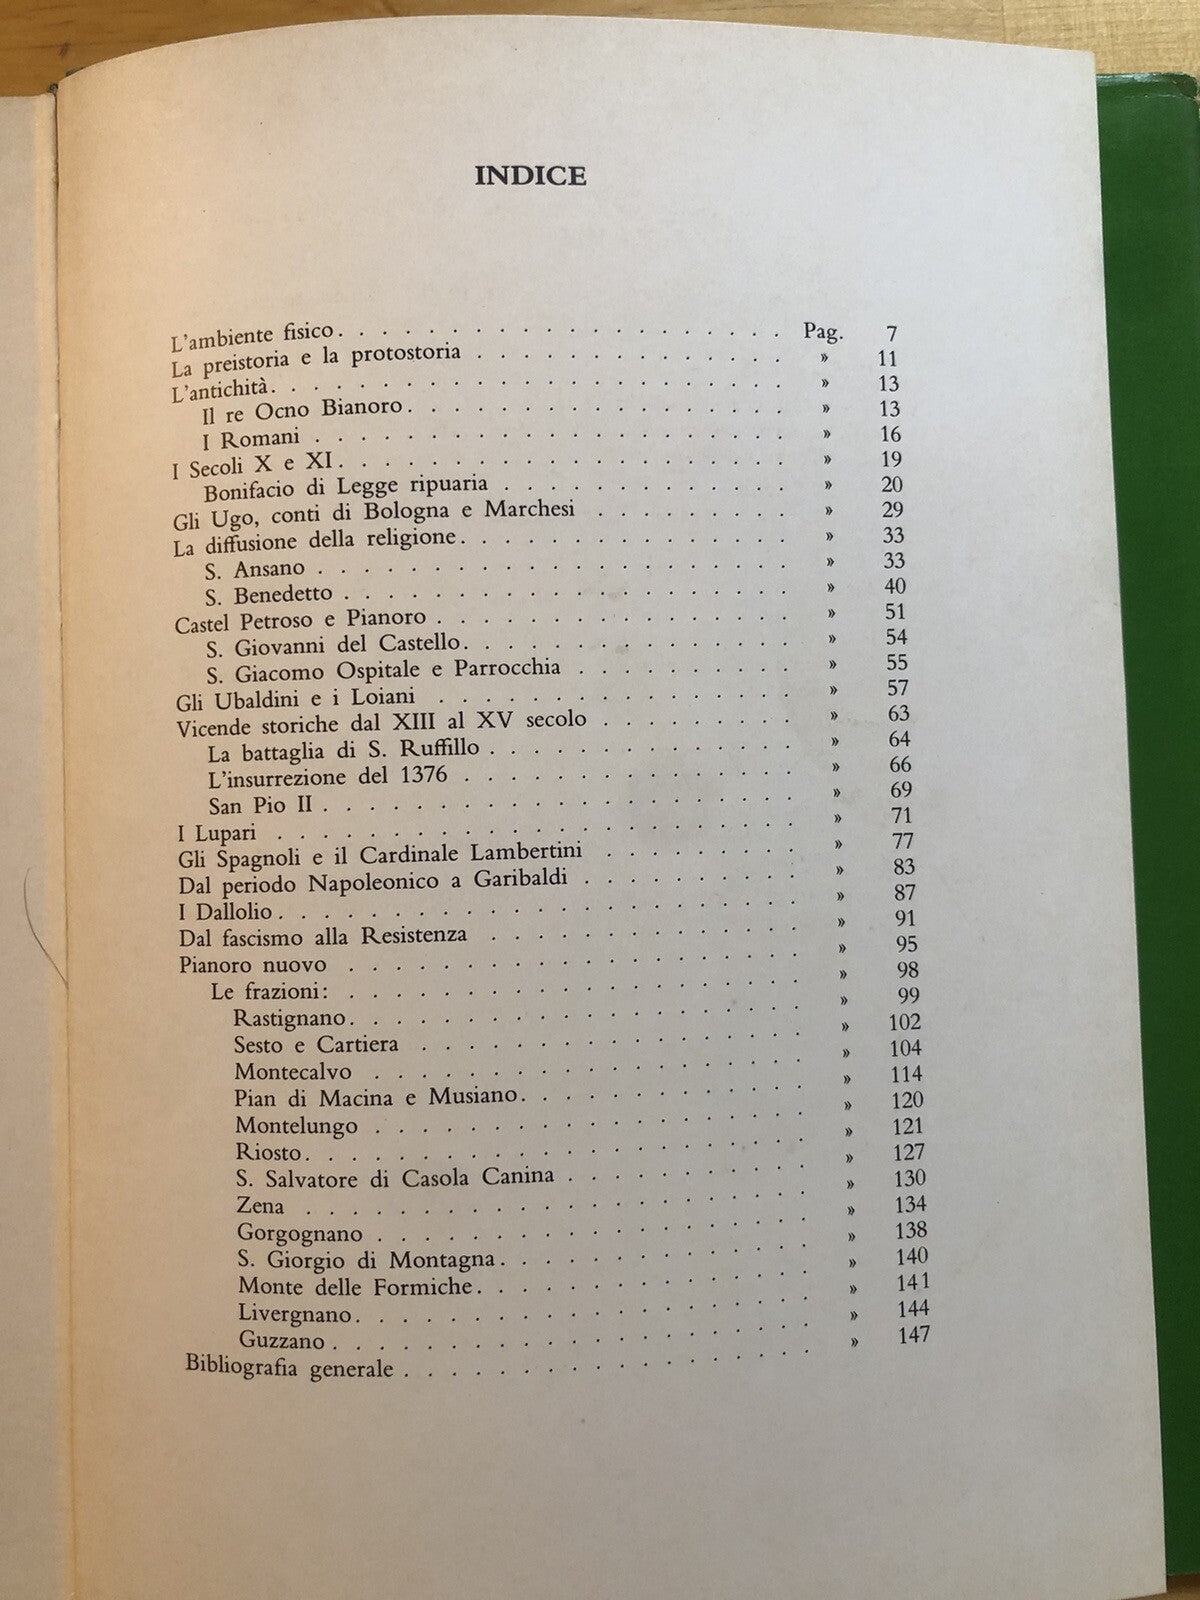 INDICE
L'ambiente fisico . . . . . . . . . . . . . . . Pag. 7
La preistoria e la protostoria . . . . . . . . . . . » 11
L'antichità . . . . . . . . . . . . . . . . . » 13
Il re Ocno Bianoro . . . . . . . . . . . . . » 13
I Romani . . . . . . . . . . . . . . . . » 16
I Secoli X e XI . . . . . . . . . . . . . . . » 19
Bonifacio di Legge ripuaria . . . . . . . . . . » 20
Gli Ugo, conti di Bologna e Marchesi . . . . . . . » 29
La diffusione della religione . . . . . . . . . . . » 33
S. Ansano . . . . . . . . . . . . . . . . » 33
S. Benedetto . . . . . . . . . . . . . . . » 40
Castel Petroso e Pianoro . . . . . . . . . . . . » 51
S. Giovanni del Castello . . . . . . . . . . . » 54
S. Giacomo Ospitale e Parrocchia . . . . . . . . » 55
Gli Ubaldini e i Loiani . . . . . . . . . . . . » 57
Vicende storiche dal XIII al XV secolo . . . . . . . » 63
La battaglia di S. Ruffillo . . . . . . . . . . . » 64
L'insurrezione del 1376 . . . . . . . . . . . . » 66
San Pio II . . . . . . . . . . . . . . . . » 69
I Lupari . . . . . . . . . . . . . . . . . . » 71
Gli Spagnoli e il Cardinale Lambertini . . . . . . . » 77
Dal periodo Napoleonico a Garibaldi . . . . . . . . » 83
I Dallolio . . . . . . . . . . . . . . . . . . » 87
Dal fascismo alla Resistenza . . . . . . . . . . . » 91
Pianoro nuovo . . . . . . . . . . . . . . . . » 95
Le frazioni: . . . . . . . . . . . . . . . . » 98
Rastignano . . . . . . . . . . . . . . . . » 99
Sesto e Cartiera . . . . . . . . . . . . . . » 102
Montecalvo . . . . . . . . . . . . . . . » 104
Pian di Macina e Musiano . . . . . . . . . . » 114
Montelungo . . . . . . . . . . . . . . . » 120
Riosto . . . . . . . . . . . . . . . . . » 121
S. Salvatore di Casola Canina . . . . . . . . » 127
Zena . . . . . . . . . . . . . . . . . . » 130
Gorgognano . . . . . . . . . . . . . . . » 134
S. Giorgio di Montagna . . . . . . . . . . . » 138
Monte delle Formiche . . . . . . . . . . . . » 140
Livergnano . . . . . . . . . . . . . . . . » 141
Guzzano . . . . . . . . . . . . . . . . . » 144
Bibliografia generale . . . . . . . . . . . . . . » 147